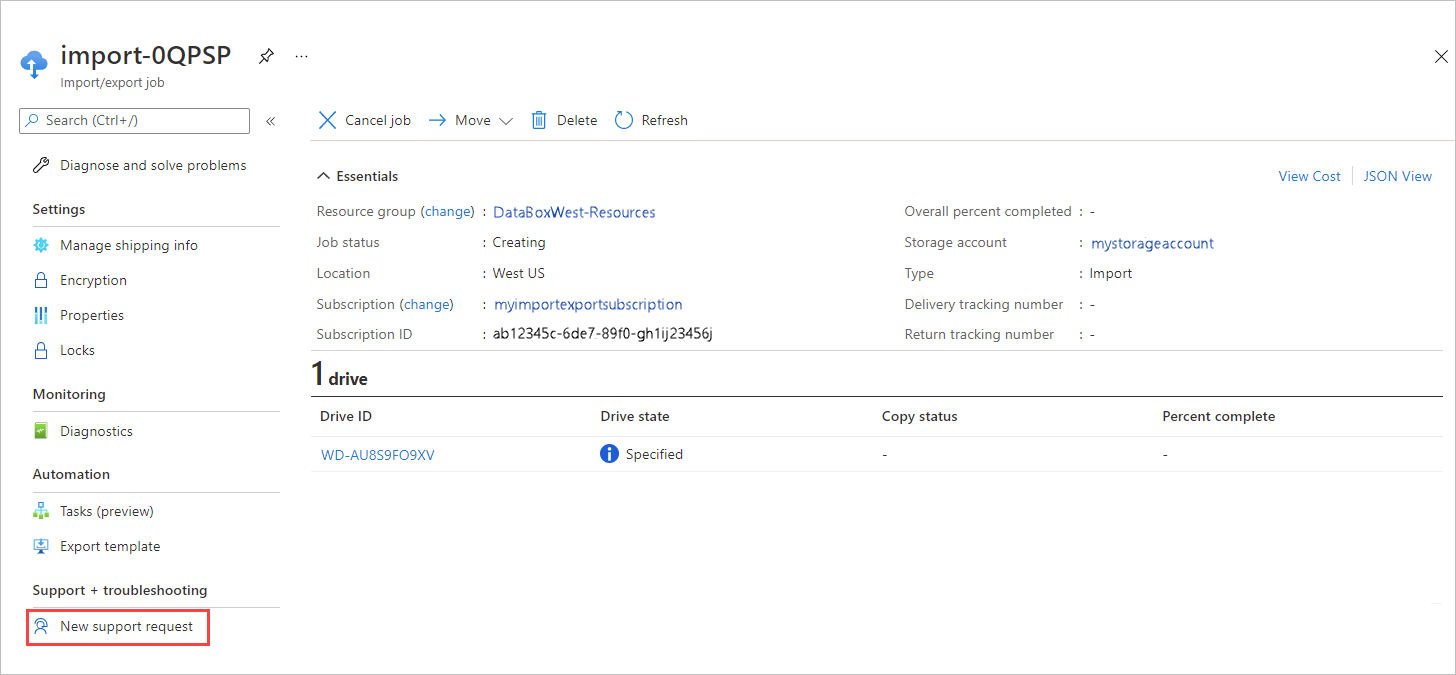 import-0QPSP
...
Import/export job
Search (Ctrl+/)
«
Diagnose and solve problems
Settings
Manage shipping info
Encryption
Properties
Locks
Monitoring
Diagnostics
Automation
Tasks (preview)
Export template
Support + troubleshooting
New support request
Cancel job Move Delete Refresh
Essentials View Cost JSON View
Resource group (change) : DataBoxWest-Resources
Job status : Creating
Location : West US
Subscription (change) : myimportexportsubscription
Subscription ID : ab12345c-6de7-89f0-gh1ij23456j
Overall percent completed : -
Storage account : mystorageaccount
Type : Import
Delivery tracking number : -
Return tracking number : -
1 drive
Drive ID Drive state Copy status Percent complete
WD-AU8S9FO9XV Specified - -